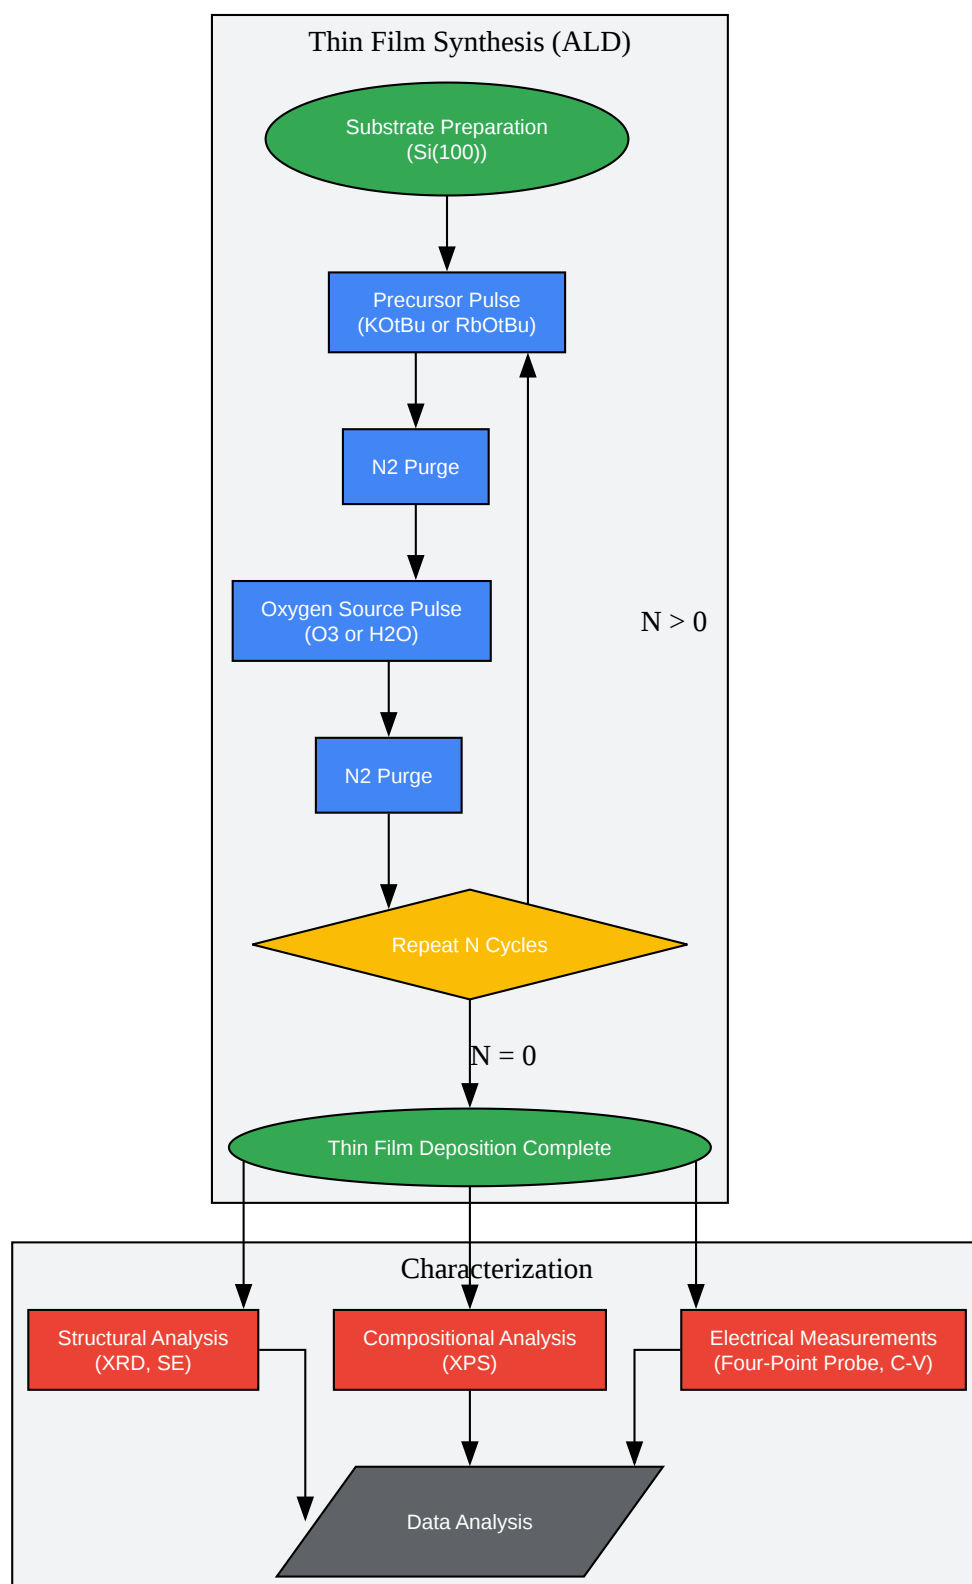 Thin Film Synthesis (ALD)
Substrate Preparation
(Si(100))
Precursor Pulse
(KOtBu or RbOtBu)
N2 Purge
Oxygen Source Pulse
(O3 or H2O)
N > 0
N2 Purge
Repeat N Cycles
N = 0
Thin Film Deposition Complete
Characterization
Structural Analysis
(XRD, SE)
Compositional Analysis
(XPS)
Electrical Measurements
(Four-Point Probe, C-V)
Data Analysis